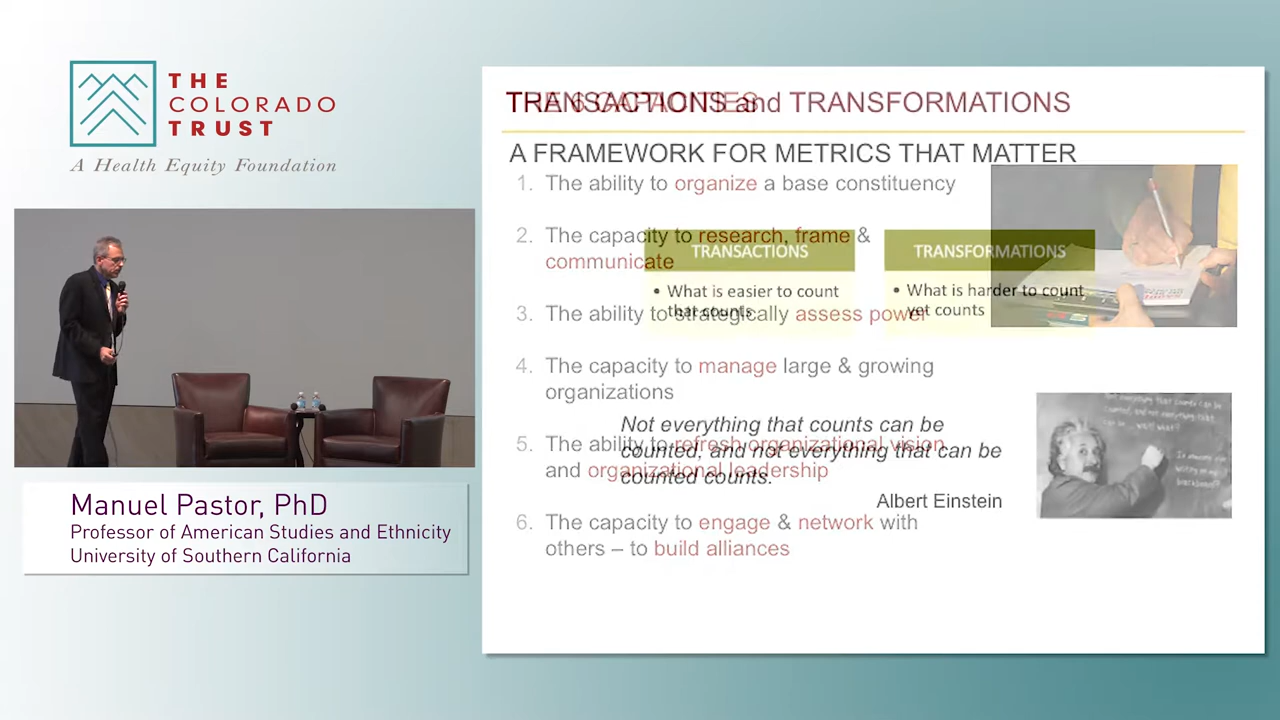 THE
COLORADO
TRUST
A Health Equity Foundation
Manuel Pastor, PhD
Professor of American Studies and Ethnicity
University of Southern California
THE 6 CAPACITIES
TRANSACTIONS and TRANSFORMATIONS
A FRAMEWORK FOR METRICS THAT MATTER
1. The ability to organize a base constituency
2. The capacity to research, frame &
communicate
3. The ability to strategically assess power
4. The capacity to manage large & growing
organizations
5. The ability to refresh organizational vision
and organizational leadership
6. The capacity to engage & network with
others – to build alliances
TRANSACTIONS
• What is easier to count
that counts
TRANSFORMATIONS
• What is harder to count
yet counts
Not everything that counts can be
counted, and not everything that can be
counted counts.
Albert Einstein